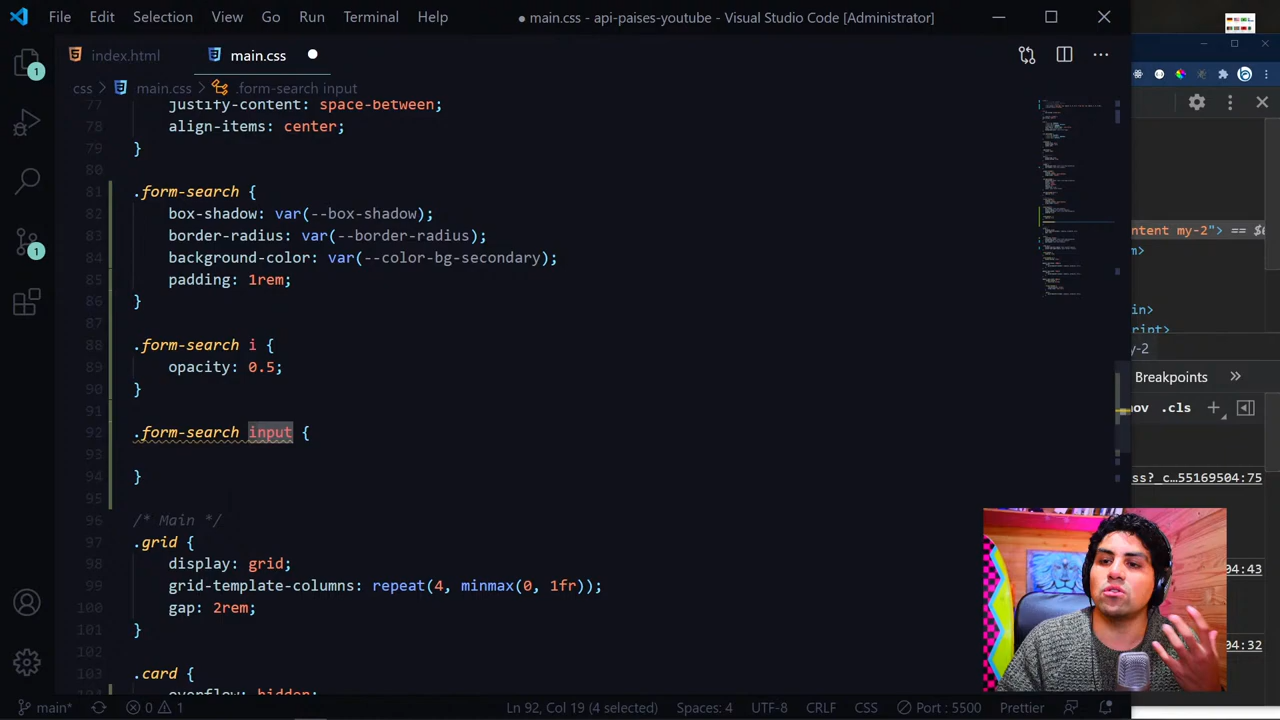 File Edit Selection View Go Run Terminal Help
● main.css - api-paises-youtube - Visual Studio Code [Administrator]
index.html
main.css
css > main.css > .form-search input
77 justify-content: space-between;
78 align-items: center;
79 }
80
81 .form-search {
82 box-shadow: var(--box-shadow);
83 border-radius: var(--border-radius);
84 background-color: var(--color-bg-secondary);
85 pading: 1rem;
86 }
87
88 .form-search i {
89 opacity: 0.5;
90 }
91
92 .form-search input {
93
94 }
95
96 /* Main */
97 .grid {
98 display: grid;
99 grid-template-columns: repeat(4, minmax(0, 1fr));
100 gap: 2rem;
101 }
102
103 .card {
overflow: hidden;
ntent my-2"> == $0
m>
in>
ript>
y-2
Breakpoints
ov .cls
ss?_c…55169504:75
04:43
04:32
1
1
main*
0 1
Ln 92, Col 19 (4 selected)
Spaces: 4
UTF-8
CRLF
CSS
Port : 5500
Prettier